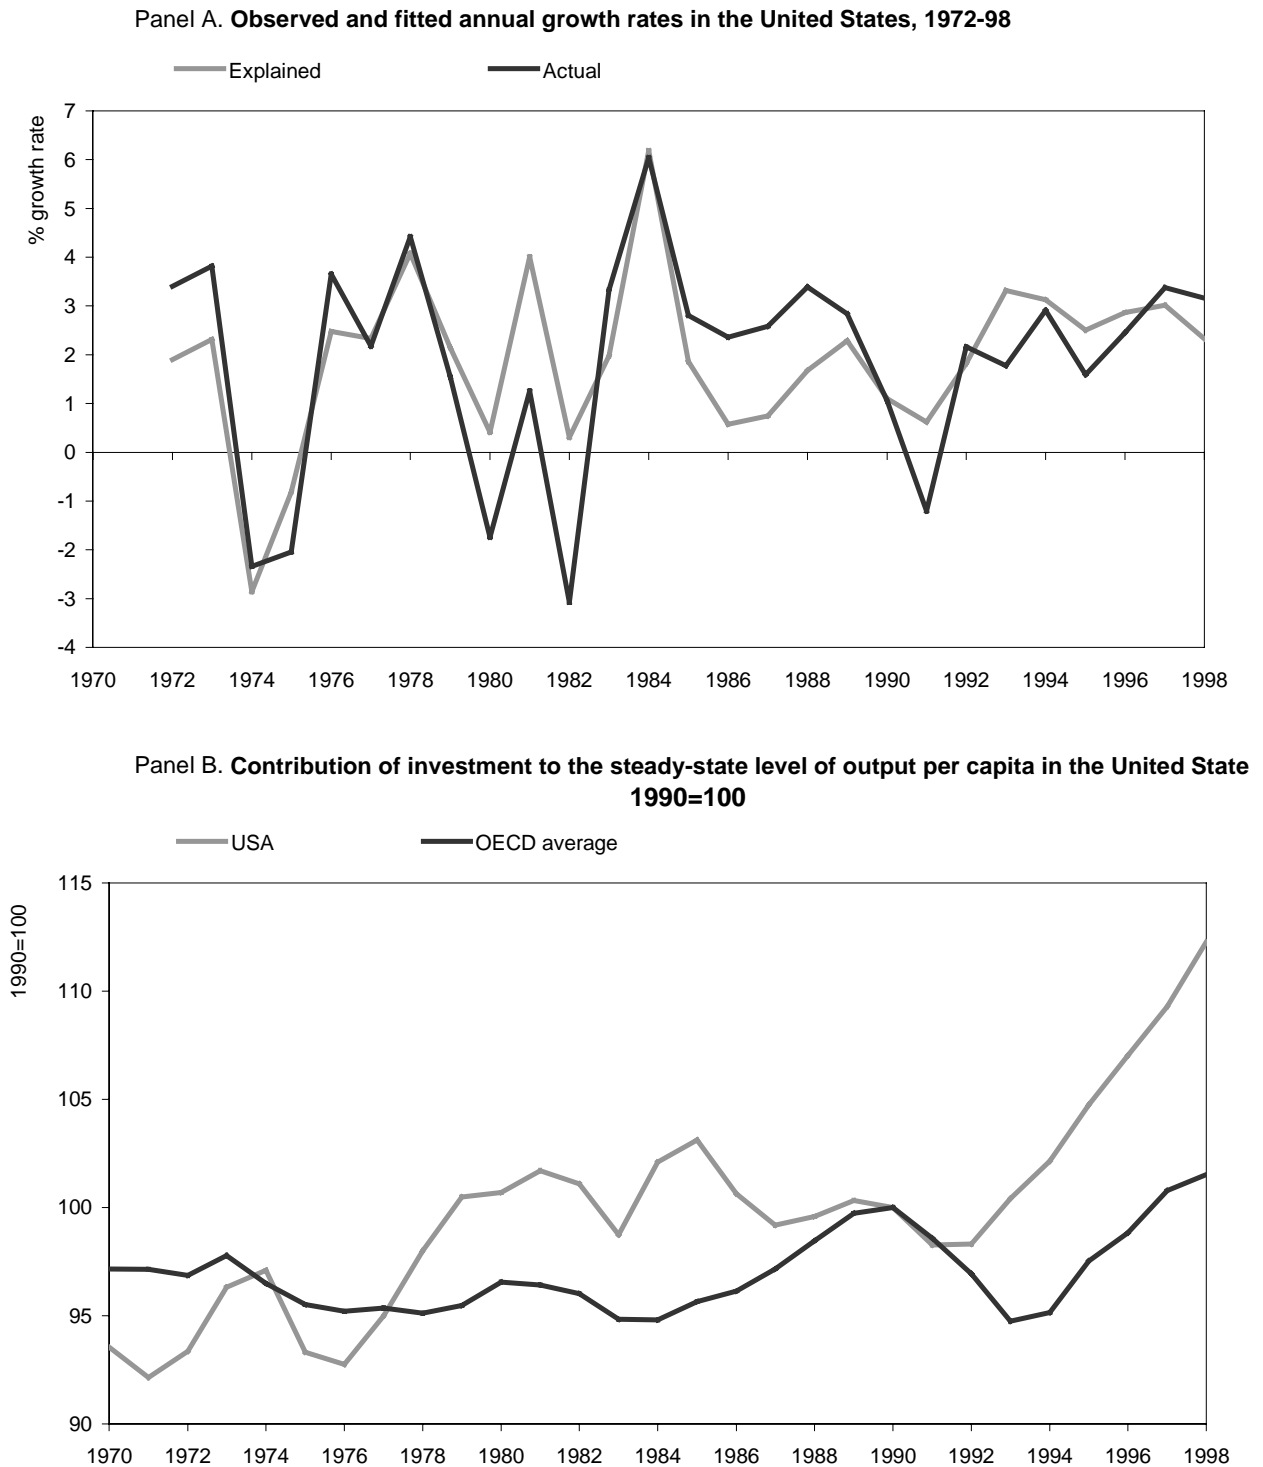 Panel A. Observed and fitted annual growth rates in the United States, 1972-98
Explained Actual
% growth rate
7
6
5
4
3
2
1
0
-1
-2
-3
-4
1970 1972 1974 1976 1978 1980 1982 1984 1986 1988 1990 1992 1994 1996 1998
Panel B. Contribution of investment to the steady-state level of output per capita in the United State
1990=100
USA OECD average
1990=100
115
110
105
100
95
90
1970 1972 1974 1976 1978 1980 1982 1984 1986 1988 1990 1992 1994 1996 1998